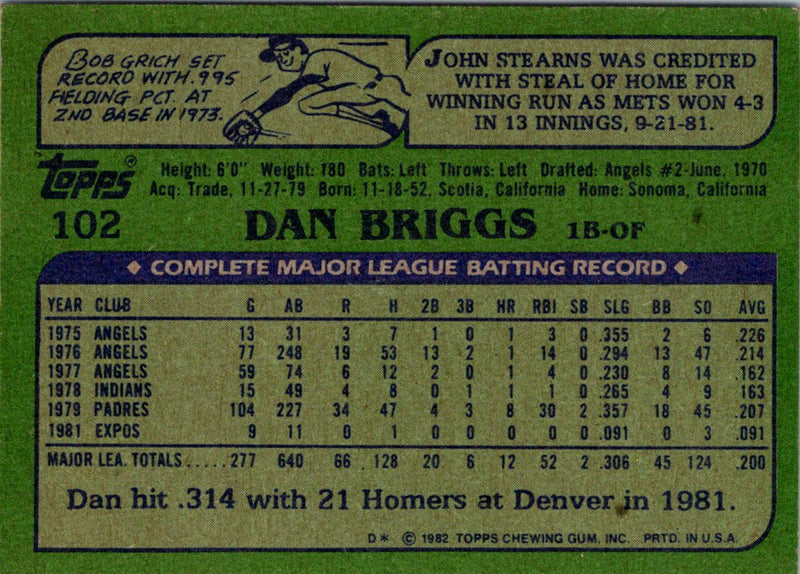 BOB GRICH SET
RECORD WITH .995
FIELDING PCT. AT
2ND BASE IN 1973.
JOHN STEARNS WAS CREDITED
WITH STEAL OF HOME FOR
WINNING RUN AS METS WON 4-3
IN 13 INNINGS, 9-21-81.
TOPPS®
Height: 6'0" Weight: 180 Bats: Left Throws: Left Drafted: Angels #2-June, 1970
Acq: Trade, 11-27-79 Born: 11-18-52, Scotia, California Home: Sonoma, California
102 DAN BRIGGS 1B-OF
◆ COMPLETE MAJOR LEAGUE BATTING RECORD ◆
YEAR CLUB G AB R H 2B 3B HR RBI SB SLG BB SO AVG
1975 ANGELS 13 31 3 7 1 0 1 3 0 .355 2 6 .226
1976 ANGELS 77 248 19 53 13 2 1 14 0 .294 13 47 .214
1977 ANGELS 59 74 6 12 2 0 1 4 0 .230 8 14 .162
1978 INDIANS 15 49 4 8 0 1 1 1 0 .265 4 9 .163
1979 PADRES 104 227 34 47 4 3 8 30 2 .357 18 45 .207
1981 EXPOS 9 11 0 1 0 0 0 0 0 .091 0 3 .091
MAJOR LEA. TOTALS.....277 640 66 128 20 6 12 52 2 .306 45 124 .200
Dan hit .314 with 21 Homers at Denver in 1981.
D* © 1982 TOPPS CHEWING GUM, INC. PRTD. IN U.S.A.